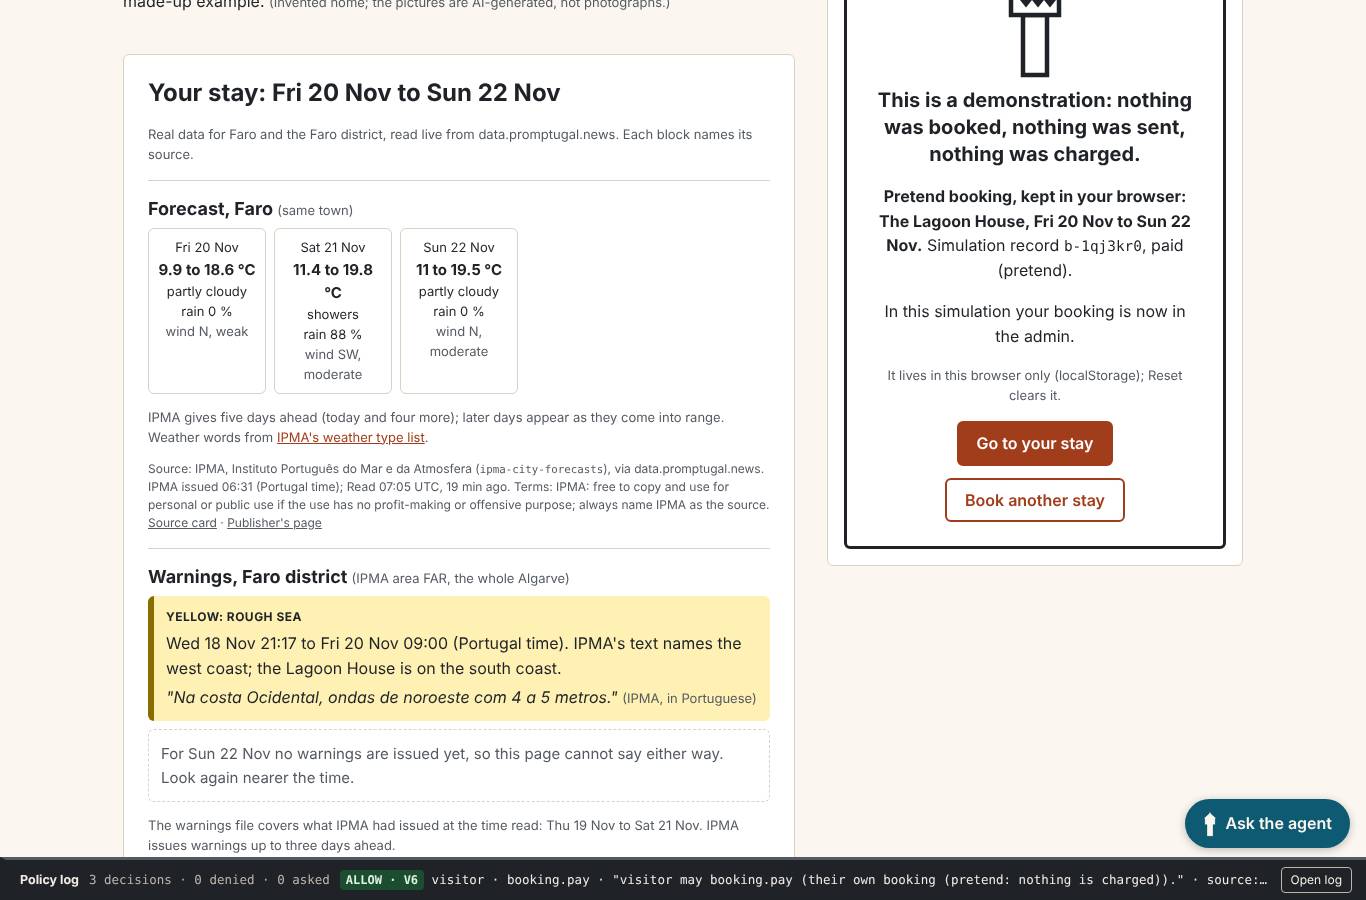 made-up example. (Invented home; the pictures are AI-generated, not photographs.)
Your stay: Fri 20 Nov to Sun 22 Nov
Real data for Faro and the Faro district, read live from data.promptugal.news. Each block names its
source.
Forecast, Faro (same town)
Fri 20 Nov
9.9 to 18.6 °C
partly cloudy
rain 0 %
wind N, weak
Sat 21 Nov
11.4 to 19.8
°C
showers
rain 88 %
wind SW,
moderate
Sun 22 Nov
11 to 19.5 °C
partly cloudy
rain 0 %
wind N,
moderate
IPMA gives five days ahead (today and four more); later days appear as they come into range.
Weather words from IPMA's weather type list.
Source: IPMA, Instituto Português do Mar e da Atmosfera (ipma-city-forecasts), via data.promptugal.news.
IPMA issued 06:31 (Portugal time); Read 07:05 UTC, 19 min ago. Terms: IPMA: free to copy and use for
personal or public use if the use has no profit-making or offensive purpose; always name IPMA as the source.
Source card · Publisher's page
Warnings, Faro district (IPMA area FAR, the whole Algarve)
YELLOW: ROUGH SEA
Wed 18 Nov 21:17 to Fri 20 Nov 09:00 (Portugal time). IPMA's text names the
west coast; the Lagoon House is on the south coast.
"Na costa Ocidental, ondas de noroeste com 4 a 5 metros." (IPMA, in Portuguese)
For Sun 22 Nov no warnings are issued yet, so this page cannot say either way.
Look again nearer the time.
The warnings file covers what IPMA had issued at the time read: Thu 19 Nov to Sat 21 Nov. IPMA
issues warnings up to three days ahead.
This is a demonstration: nothing
was booked, nothing was sent,
nothing was charged.
Pretend booking, kept in your browser:
The Lagoon House, Fri 20 Nov to Sun 22
Nov. Simulation record b-1qj3kr0, paid
(pretend).
In this simulation your booking is now in
the admin.
It lives in this browser only (localStorage); Reset
clears it.
Go to your stay
Book another stay
Ask the agent
Policy log 3 decisions · 0 denied · 0 asked ALLOW · V6 visitor · booking.pay · "visitor may booking.pay (their own booking (pretend: nothing is charged))." · source:… Open log